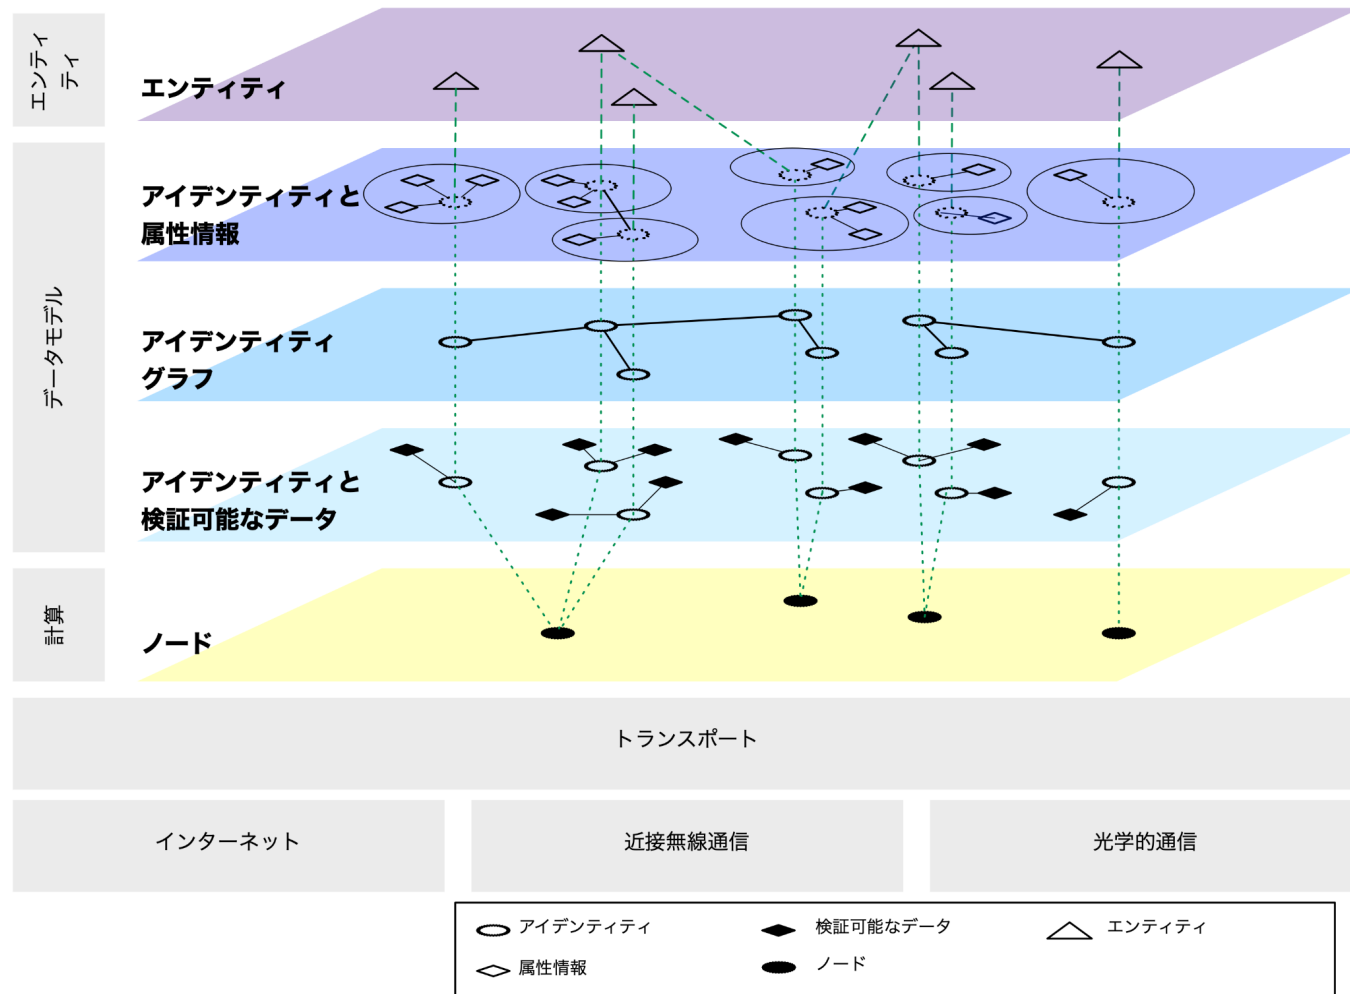 エンティ
ティ
エンティティ
データモデル
アイデンティティと
属性情報
アイデンティティ
グラフ
アイデンティティと
検証可能なデータ
計算
ノード
トランスポート
インターネット
近接無線通信
光学的通信
アイデンティティ
検証可能なデータ
エンティティ
属性情報
ノード